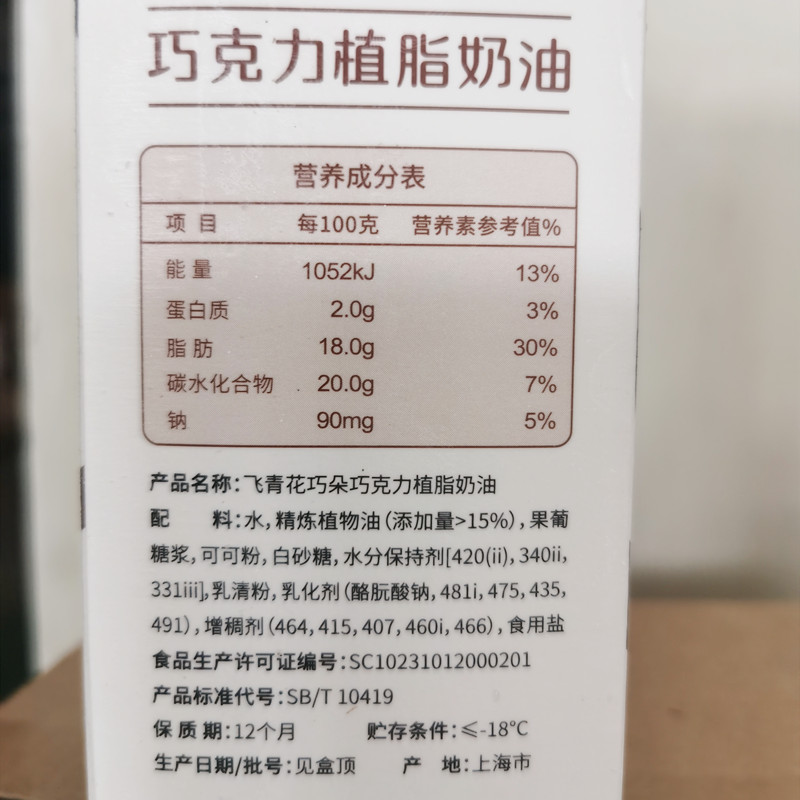 巧克力植脂奶油
营养成分表
项目 每100克 营养素参考值%
能量 1052kJ 13%
蛋白质 2.0g 3%
脂肪 18.0g 30%
碳水化合物 20.0g 7%
钠 90mg 5%
产品名称:飞青花巧朵巧克力植脂奶油
配 料:水,精炼植物油(添加量>15%),果葡
糖浆,可可粉,白砂糖,水分保持剂[420(ii),340ii,
331iii],乳清粉,乳化剂(酪朊酸钠,481i,475,435,
491),增稠剂(464,415,407,460i,466),食用盐
食品生产许可证编号:SC10231012000201
产品标准代号:SB/T 10419
保质期:12个月 贮存条件:≤-18℃
生产日期/批号:见盒顶 产 地:上海市